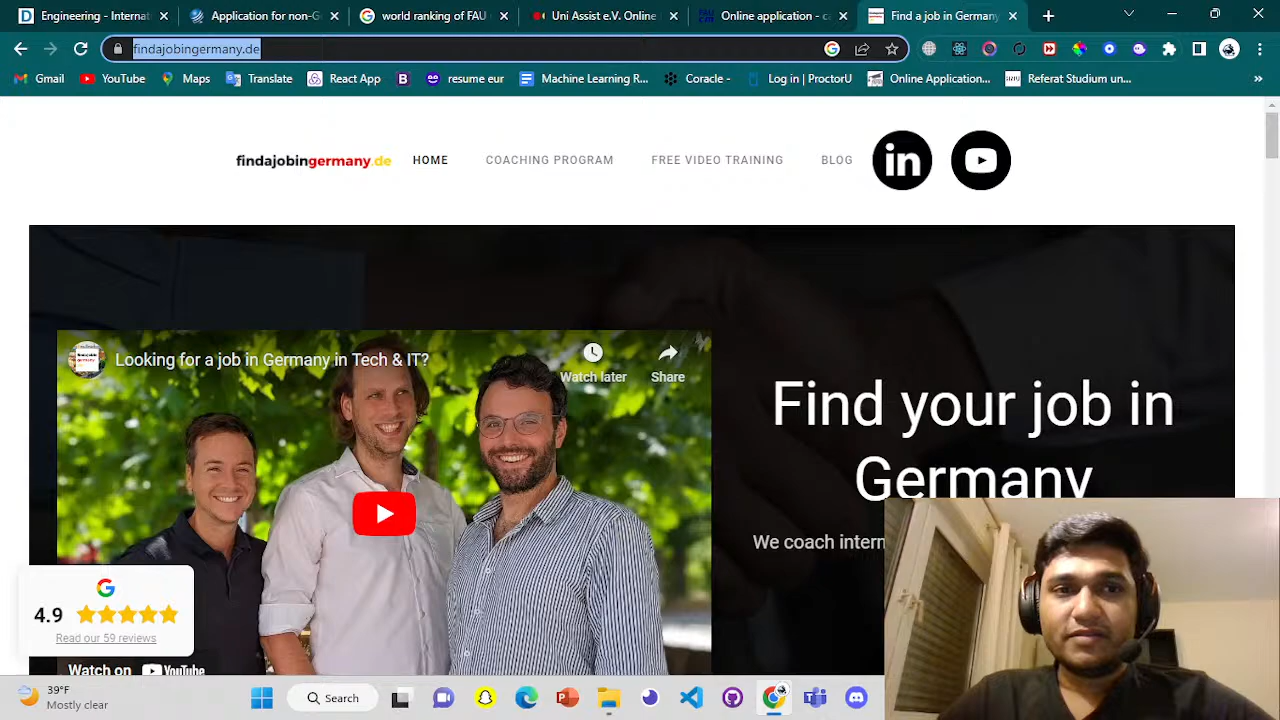 Engineering - Internat
Application for non-G
world ranking of FAU
Uni Assist e.V. Online
Online application - ca
Find a job in Germany
findajobingermany.de
Gmail
YouTube
Maps
Translate
React App
resume eur
Machine Learning R...
Coracle -
Log in | ProctorU
Online Application...
Referat Studium un...
findajobingermany.de
HOME
COACHING PROGRAM
FREE VIDEO TRAINING
BLOG
in
Looking for a job in Germany in Tech & IT?
Watch later
Share
Find your job in
Germany
We coach intern
4.9
Read our 59 reviews
Watch on YouTube
39°F
Mostly clear
Search